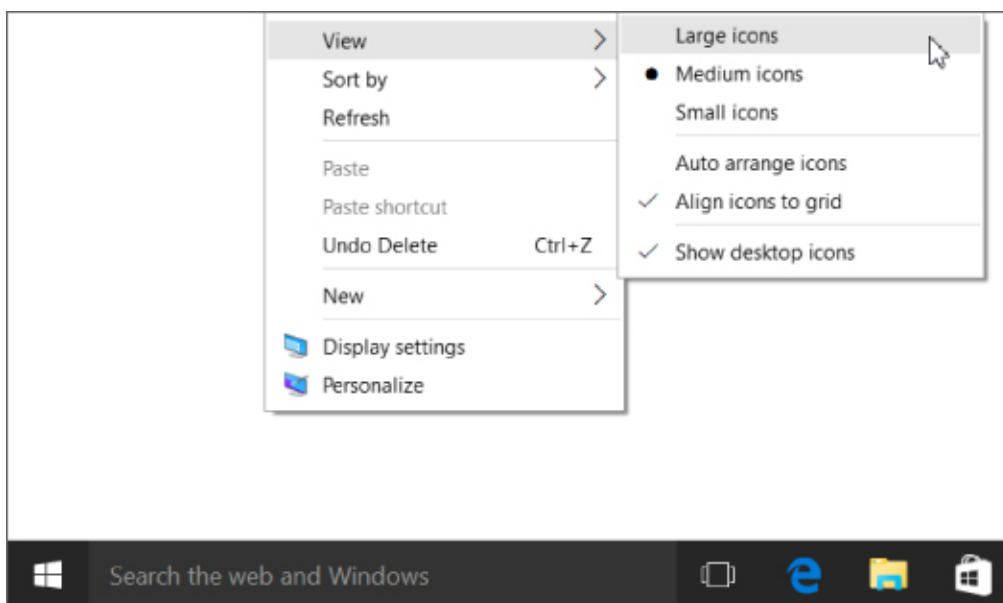 View
Sort by
Refresh
Paste
Paste shortcut
Undo Delete Ctrl+Z
New
Display settings
Personalize
Large icons
Medium icons
Small icons
Auto arrange icons
Align icons to grid
Show desktop icons
Search the web and Windows